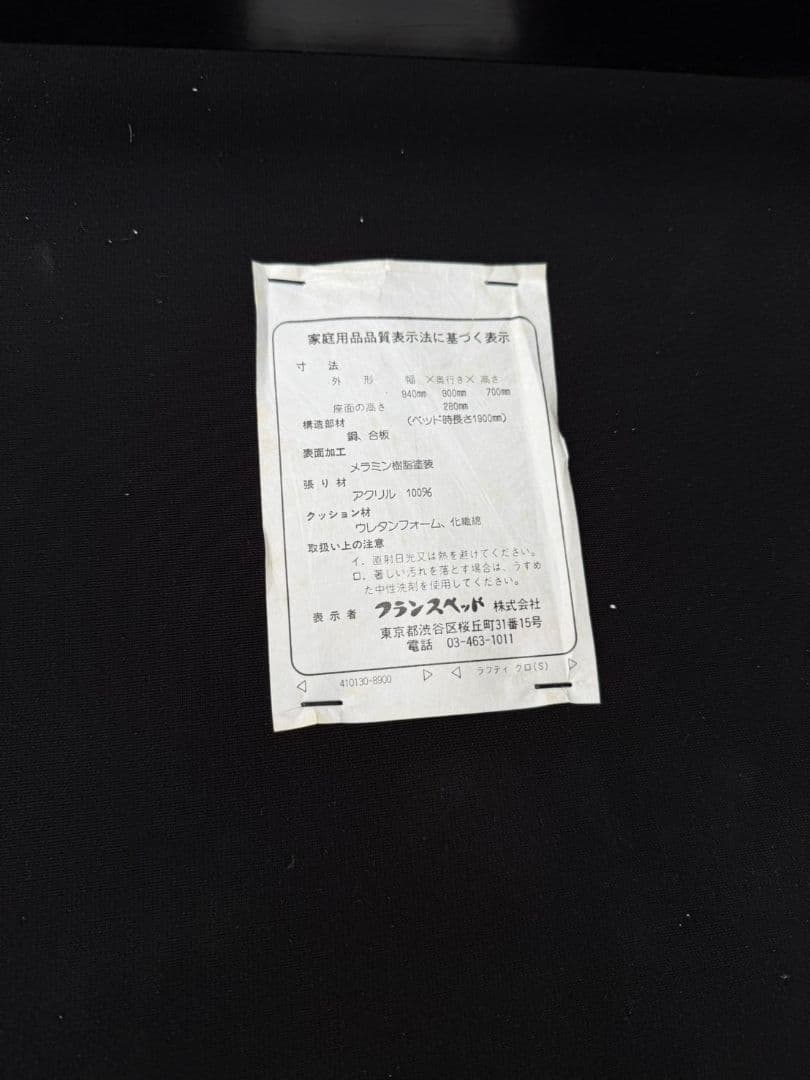 家庭用品品質表示法に基づく表示
寸法
外形 幅×奥行き×高さ
940㎜ 900㎜ 700㎜
座面の高さ 280㎜
構造部材 (ベッド時長さ1900㎜)
鋼、合板
表面加工
メラミン樹脂塗装
張り材
アクリル 100%
クッション材
ウレタンフォーム、化繊綿
取扱い上の注意
イ．直射日光又は熱を避けてください。
ロ．著しい汚れを落とす場合は、うすめ
た中性洗剤を使用してください。
表示者 フランスベッド 株式会社
東京都渋谷区桜丘町31番15号
電話 03-463-1011
◁ 410130-8900 ▷ ◁ ラクティ クロ(S) ▷